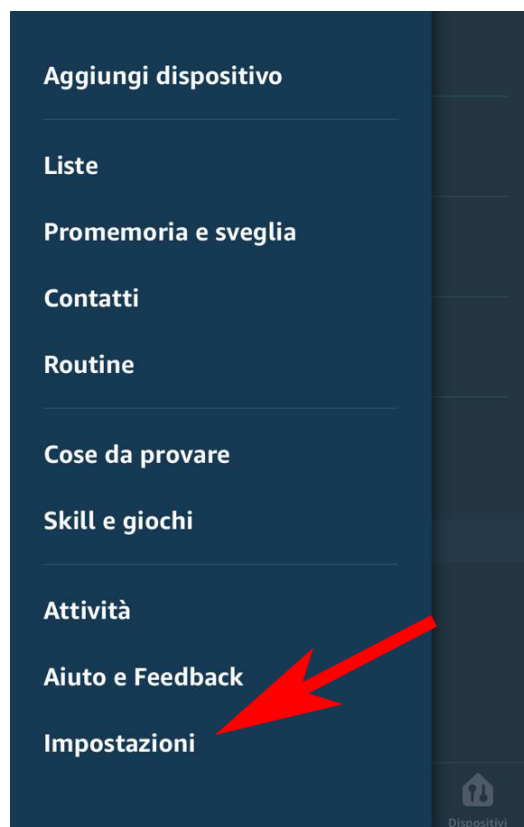 Aggiungi dispositivo
Liste
Promemoria e sveglia
Contatti
Routine
Cose da provare
Skill e giochi
Attività
Aiuto e Feedback
Impostazioni
Dispositivi